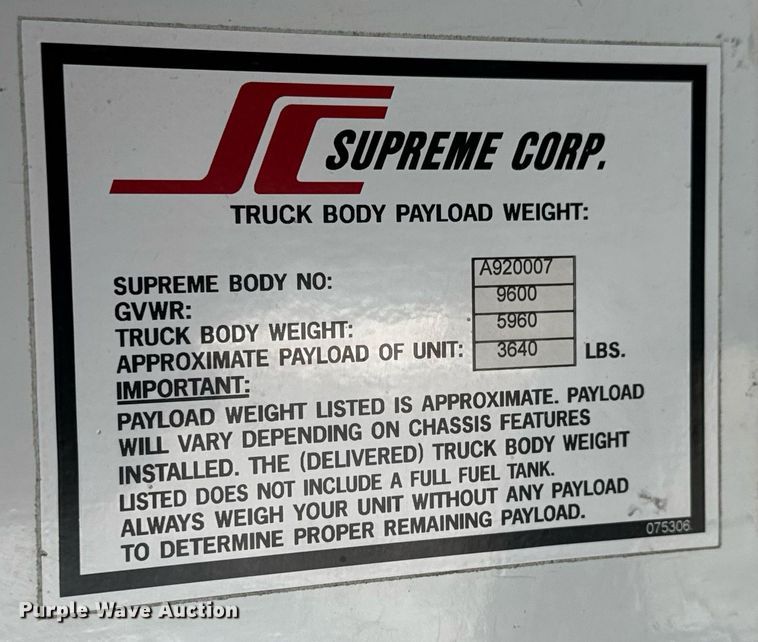 SUPREME CORP.
TRUCK BODY PAYLOAD WEIGHT:
SUPREME BODY NO: A920007
GVWR: 9600
TRUCK BODY WEIGHT: 5960
APPROXIMATE PAYLOAD OF UNIT: 3640 LBS.
IMPORTANT:
PAYLOAD WEIGHT LISTED IS APPROXIMATE. PAYLOAD
WILL VARY DEPENDING ON CHASSIS FEATURES
INSTALLED. THE (DELIVERED) TRUCK BODY WEIGHT
LISTED DOES NOT INCLUDE A FULL FUEL TANK.
ALWAYS WEIGH YOUR UNIT WITHOUT ANY PAYLOAD
TO DETERMINE PROPER REMAINING PAYLOAD.
075306
Purple Wave Auction